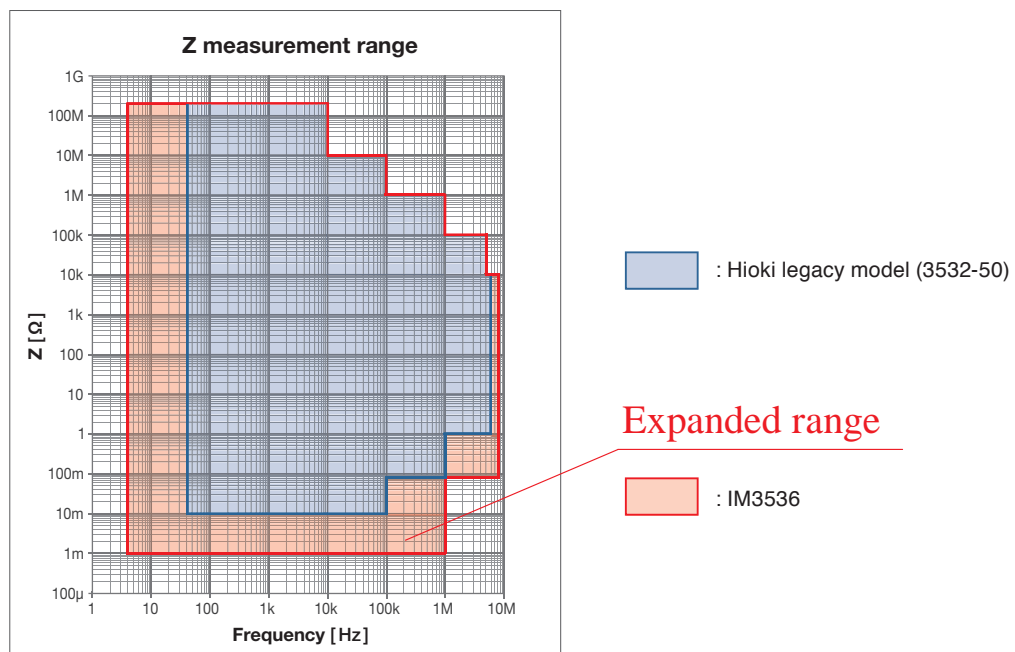 Z measurement range
1G
100M
10M
1M
100k
10k
1k
100
10
1
100m
10m
1m
100µ
Z [Ω]
1 10 100 1k 10k 100k 1M 10M
Frequency [Hz]
: Hioki legacy model (3532-50)
Expanded range
: IM3536